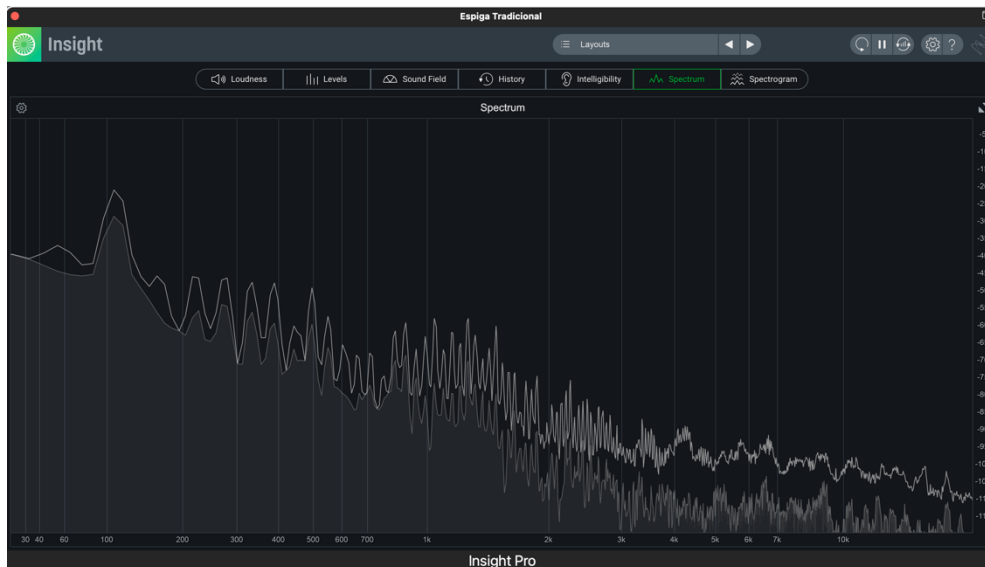 Espiga Tradicional
Insight
Layouts
Loudness
Levels
Sound Field
History
Intelligibility
Spectrum
Spectrogram
Spectrum
30 40 60 100 200 300 400 500 600 700 1k 2k 3k 4k 5k 6k 7k 10k
Insight Pro